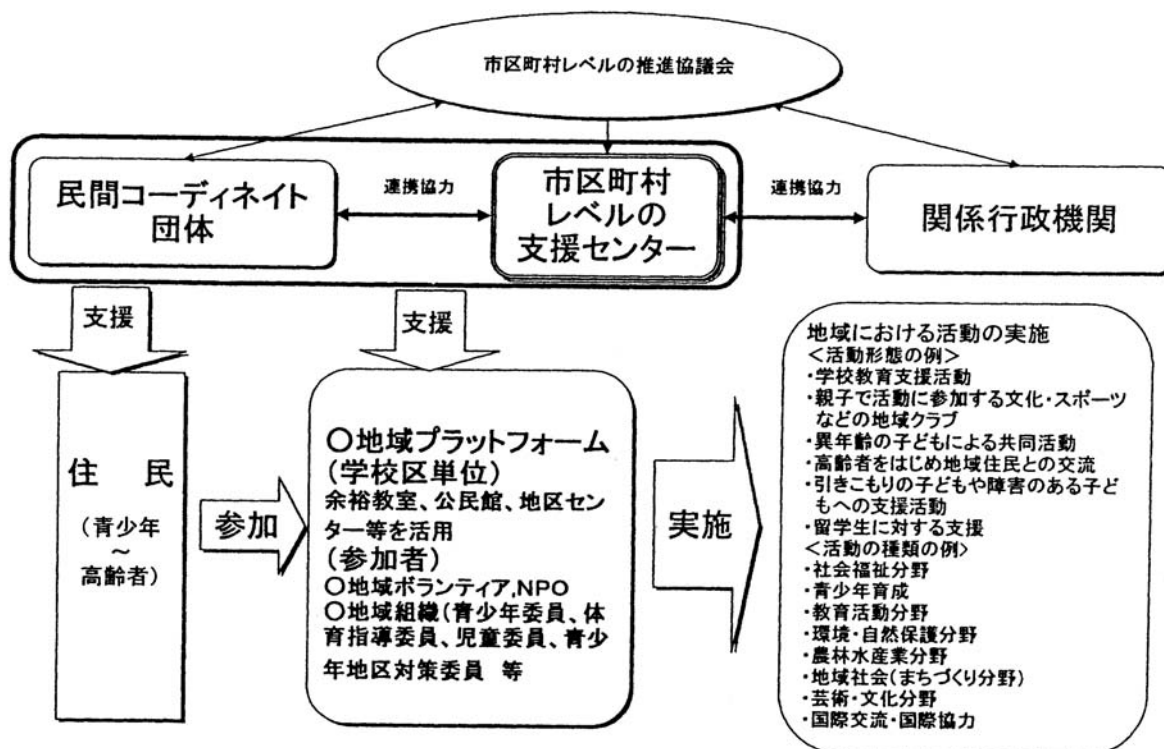 市区町村レベルの推進協議会
民間コーディネイト
団体
連携協力
市区町村
レベルの
支援センター
連携協力
関係行政機関
支援
支援
住　民
(青少年
～
高齢者)
参加
〇地域プラットフォーム
(学校区単位)
余裕教室、公民館、地区セン
ター等を活用
(参加者)
〇地域ボランティア,NPO
〇地域組織(青少年委員、体
育指導委員、児童委員、青少
年地区対策委員　等
実施
地域における活動の実施
<活動形態の例>
・学校教育支援活動
・親子で活動に参加する文化・スポーツ
などの地域クラブ
・異年齢の子どもによる共同活動
・高齢者をはじめ地域住民との交流
・引きこもりの子どもや障害のある子ど
もへの支援活動
・留学生に対する支援
<活動の種類の例>
・社会福祉分野
・青少年育成
・教育活動分野
・環境・自然保護分野
・農林水産業分野
・地域社会(まちづくり分野)
・芸術・文化分野
・国際交流・国際協力